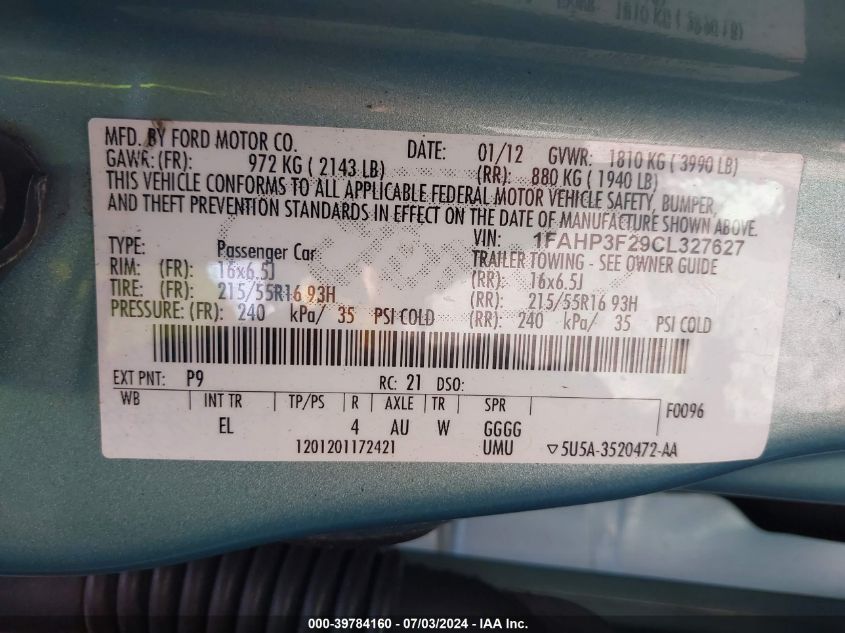 1810 KG ( 3990 LB)
MFD. BY FORD MOTOR CO. DATE: 01/12 GVWR: 1810 KG ( 3990 LB)
GAWR: (FR): 972 KG ( 2143 LB) (RR): 880 KG ( 1940 LB)
THIS VEHICLE CONFORMS TO ALL APPLICABLE FEDERAL MOTOR VEHICLE SAFETY, BUMPER,
AND THEFT PREVENTION STANDARDS IN EFFECT ON THE DATE OF MANUFACTURE SHOWN ABOVE.
VIN: 1FAHP3F29CL327627
TYPE: Passenger Car TRAILER TOWING - SEE OWNER GUIDE
RIM: (FR): 16x6.5J (RR): 16x6.5J
TIRE: (FR): 215/55R16 93H (RR): 215/55R16 93H
PRESSURE: (FR): 240 kPa/ 35 PSI COLD (RR): 240 kPa/ 35 PSI COLD
EXT PNT: P9 RC: 21 DSO:
WB INT TR TP/PS R AXLE TR SPR F0096
EL 4 AU W GGGG
1201201172421 UMU ▽5U5A-3520472-AA
000-39784160 - 07/03/2024 - IAA Inc.